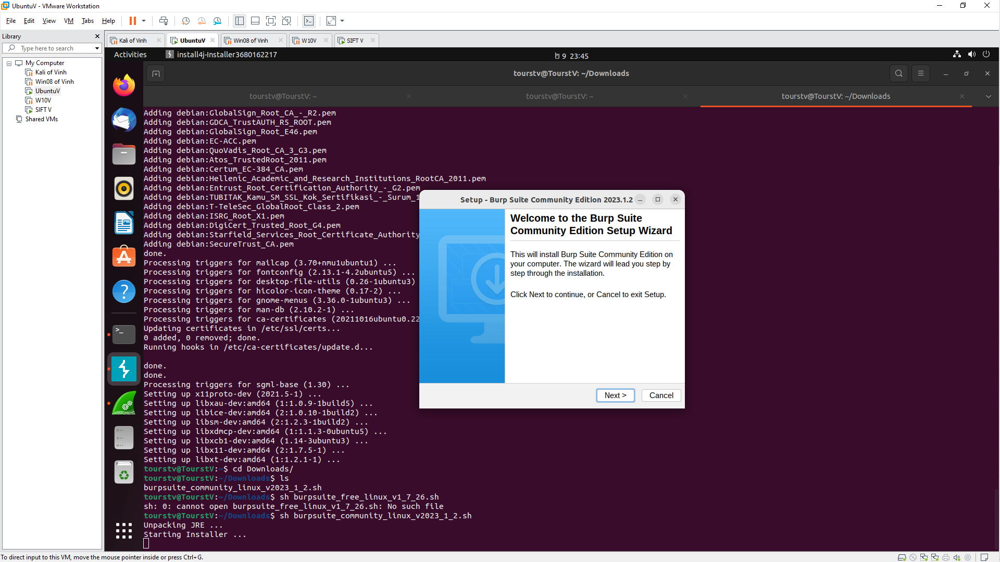 UbuntuV - VMware Workstation
File Edit View VM Tabs Help
Library
Type here to search
My Computer
Kali of Vinh
Win08 of Vinh
UbuntuV
W10V
SIFT V
Shared VMs
Kali of Vinh UbuntuV Win08 of Vinh W10V SIFT V
Activities install4j-Installer3680162217 23:45
tourstv@TourstV: ~/Downloads
tourstv@TourstV: ~ tourstv@TourstV: ~ tourstv@TourstV: ~/Downloads
Adding debian:GlobalSign_Root_CA_-_R2.pem
Adding debian:GDCA_TrustAUTH_R5_ROOT.pem
Adding debian:GlobalSign_Root_E46.pem
Adding debian:EC-ACC.pem
Adding debian:QuoVadis_Root_CA_3_G3.pem
Adding debian:Atos_TrustedRoot_2011.pem
Adding debian:Certum_EC-384_CA.pem
Adding debian:Hellenic_Academic_and_Research_Institutions_RootCA_2011.pem
Adding debian:Entrust_Root_Certification_Authority_-_G2.pem
Adding debian:TUBITAK_Kamu_SM_SSL_Kok_Sertifikasi_-_Surum_1
Adding debian:T-TeleSec_GlobalRoot_Class_2.pem
Adding debian:ISRG_Root_X1.pem
Adding debian:DigiCert_Trusted_Root_G4.pem
Adding debian:Starfield_Services_Root_Certificate_Authority
Adding debian:SecureTrust_CA.pem
done.
Processing triggers for mailcap (3.70+nmu1ubuntu1) ...
Processing triggers for fontconfig (2.13.1-4.2ubuntu5) ...
Processing triggers for desktop-file-utils (0.26-1ubuntu3)
Processing triggers for hicolor-icon-theme (0.17-2) ...
Processing triggers for gnome-menus (3.36.0-1ubuntu3) ...
Processing triggers for man-db (2.10.2-1) ...
Processing triggers for ca-certificates (20211016ubuntu0.22
Updating certificates in /etc/ssl/certs...
0 added, 0 removed; done.
Running hooks in /etc/ca-certificates/update.d...
done.
done.
Processing triggers for sgml-base (1.30) ...
Setting up x11proto-dev (2021.5-1) ...
Setting up libxau-dev:amd64 (1:1.0.9-1build5) ...
Setting up libice-dev:amd64 (2:1.0.10-1build2) ...
Setting up libsm-dev:amd64 (2:1.2.3-1build2) ...
Setting up libxdmcp-dev:amd64 (1:1.1.3-0ubuntu5) ...
Setting up libxcb1-dev:amd64 (1.14-3ubuntu3) ...
Setting up libx11-dev:amd64 (2:1.7.5-1) ...
Setting up libxt-dev:amd64 (1:1.2.1-1) ...
tourstv@TourstV:~$ cd Downloads/
tourstv@TourstV:~/Downloads$ ls
burpsuite_community_linux_v2023_1_2.sh
tourstv@TourstV:~/Downloads$ sh burpsuite_free_linux_v1_7_26.sh
sh: 0: cannot open burpsuite_free_linux_v1_7_26.sh: No such file
tourstv@TourstV:~/Downloads$ sh burpsuite_community_linux_v2023_1_2.sh
Unpacking JRE ...
Starting Installer ...
Setup - Burp Suite Community Edition 2023.1.2
Welcome to the Burp Suite
Community Edition Setup Wizard
This will install Burp Suite Community Edition on
your computer. The wizard will lead you step by
step through the installation.
Click Next to continue, or Cancel to exit Setup.
Next > Cancel
To direct input to this VM, move the mouse pointer inside or press Ctrl+G.